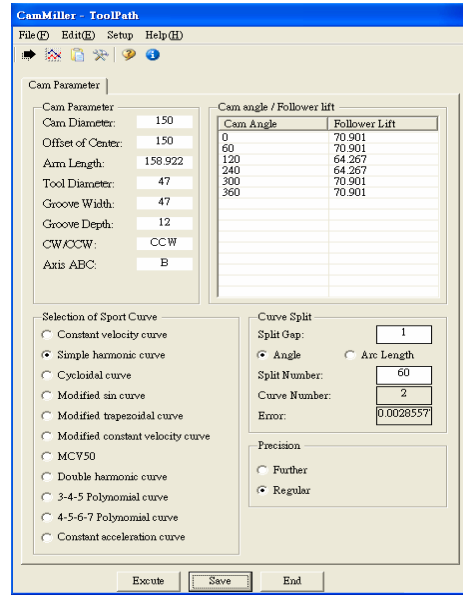 CamMiller - ToolPath
File(F) Edit(E) Setup Help(H)
Cam Parameter
Cam Parameter
Cam Diameter: 150
Offset of Center: 150
Arm Length: 158.922
Tool Diameter: 47
Groove Width: 47
Groove Depth: 12
CW/CCW: CCW
Axis ABC: B
Cam angle / Follower lift
Cam Angle Follower Lift
0 70.901
60 70.901
120 64.267
240 64.267
300 70.901
360 70.901
Selection of Sport Curve
Constant velocity curve
Simple harmonic curve
Cycloidal curve
Modified sin curve
Modified trapezoidal curve
Modified constant velocity curve
MCV50
Double harmonic curve
3-4-5 Polynomial curve
4-5-6-7 Polynomial curve
Constant acceleration curve
Curve Split
Split Gap: 1
Angle Arc Length
Split Number: 60
Curve Number: 2
Error: 0.0028557
Precision
Further
Regular
Excute Save End